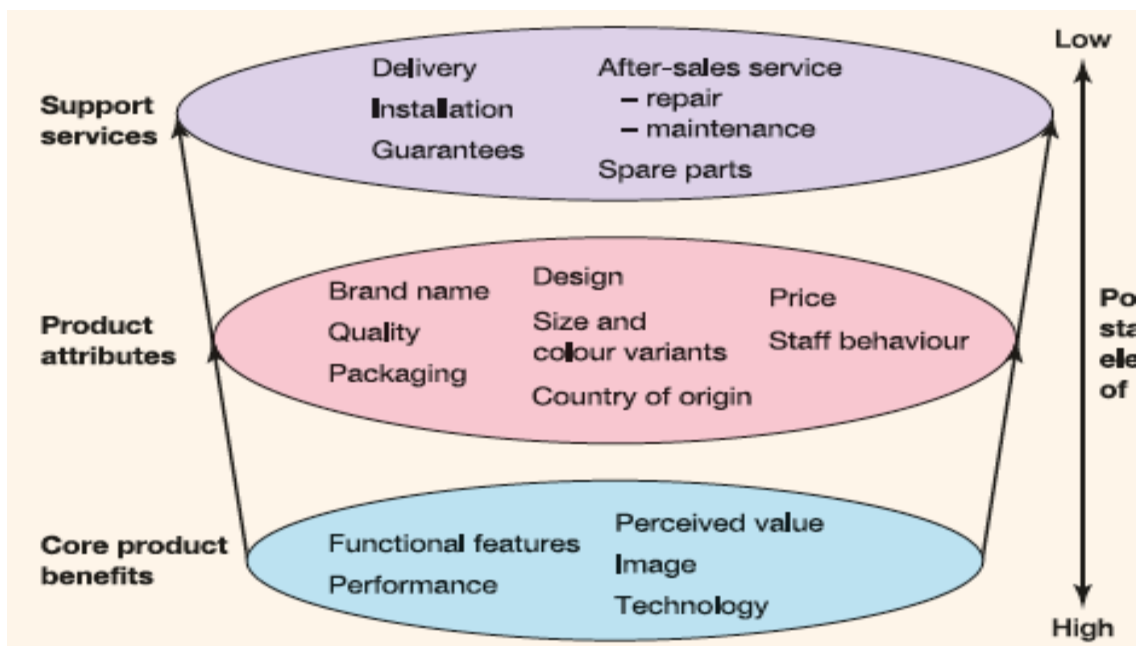 Low
Support
services
Delivery
Installation
Guarantees
After-sales service
– repair
– maintenance
Spare parts
Product
attributes
Brand name
Quality
Packaging
Design
Size and
colour variants
Country of origin
Price
Staff behaviour
of
Core product
benefits
Functional features
Performance
Perceived value
Image
Technology
High